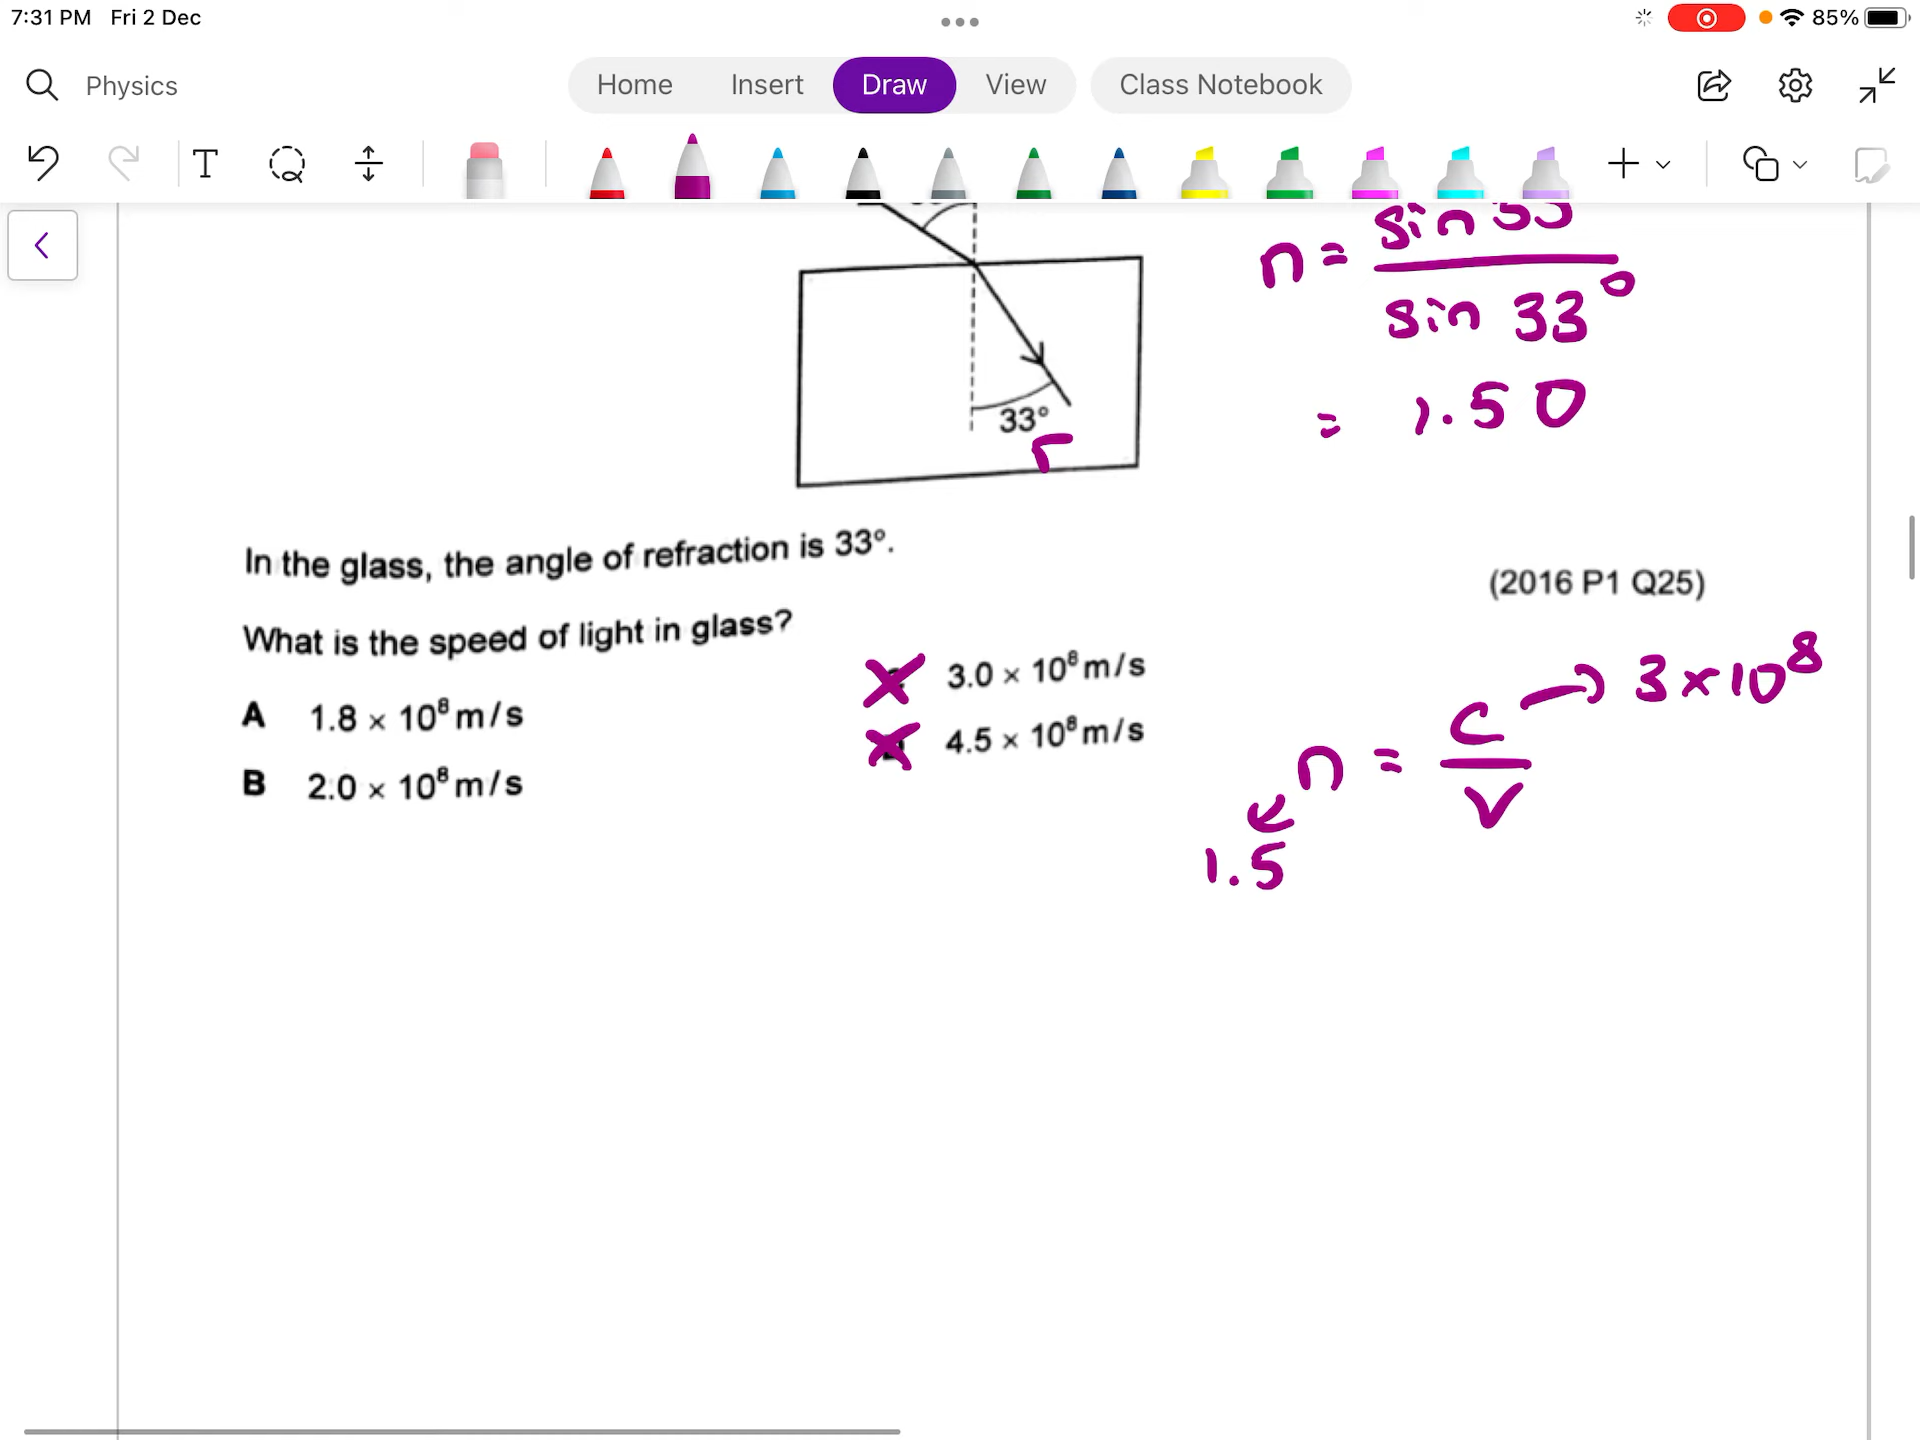 7:31 PM Fri 2 Dec
85%
Physics
Home Insert Draw View Class Notebook
T
n = sin 55
sin 33°
= 1.50
33°
r
In the glass, the angle of refraction is 33°.
(2016 P1 Q25)
What is the speed of light in glass?
A 1.8 × 10⁸ m/s
B 2.0 × 10⁸ m/s
3.0 × 10⁸ m/s
4.5 × 10⁸ m/s
n = c → 3 × 10⁸
v
1.5